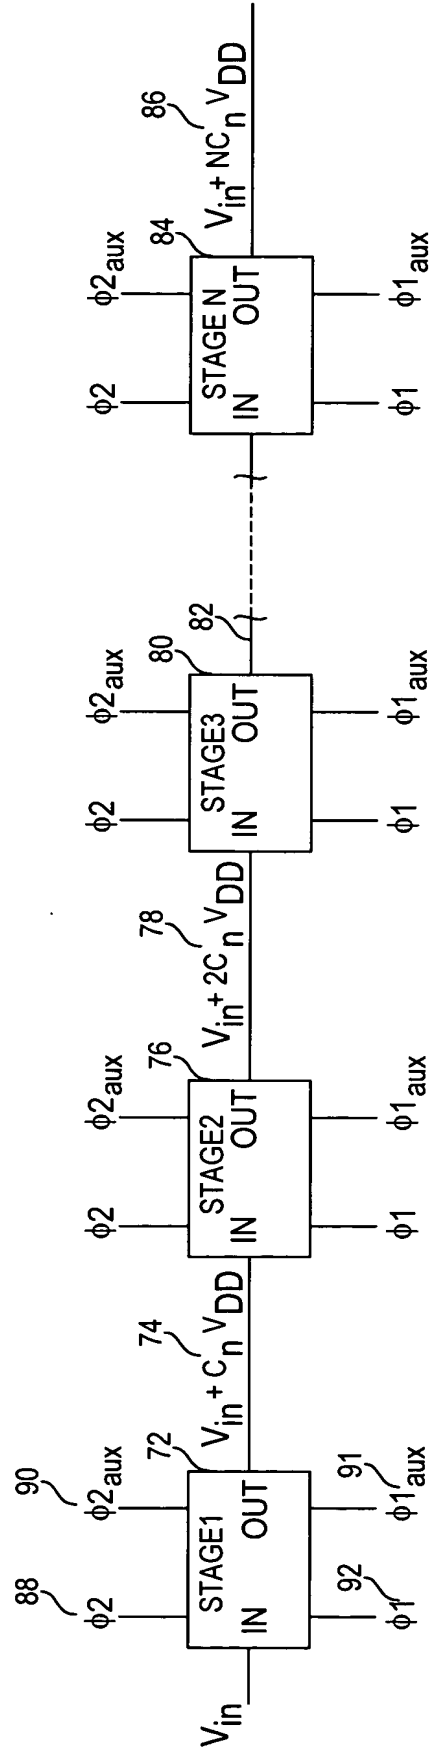 88
90
ϕ2
ϕ2aux
ϕ2
ϕ2aux
ϕ2
ϕ2aux
ϕ2
ϕ2aux
72
74
76
78
80
82
84
86
Vin
STAGE1
IN
OUT
Vin + CnVDD
STAGE2
IN
OUT
Vin + 2CnVDD
STAGE3
IN
OUT
STAGE N
IN
OUT
Vin + NCnVDD
92
91
ϕ1
ϕ1aux
ϕ1
ϕ1aux
ϕ1
ϕ1aux
ϕ1
ϕ1aux